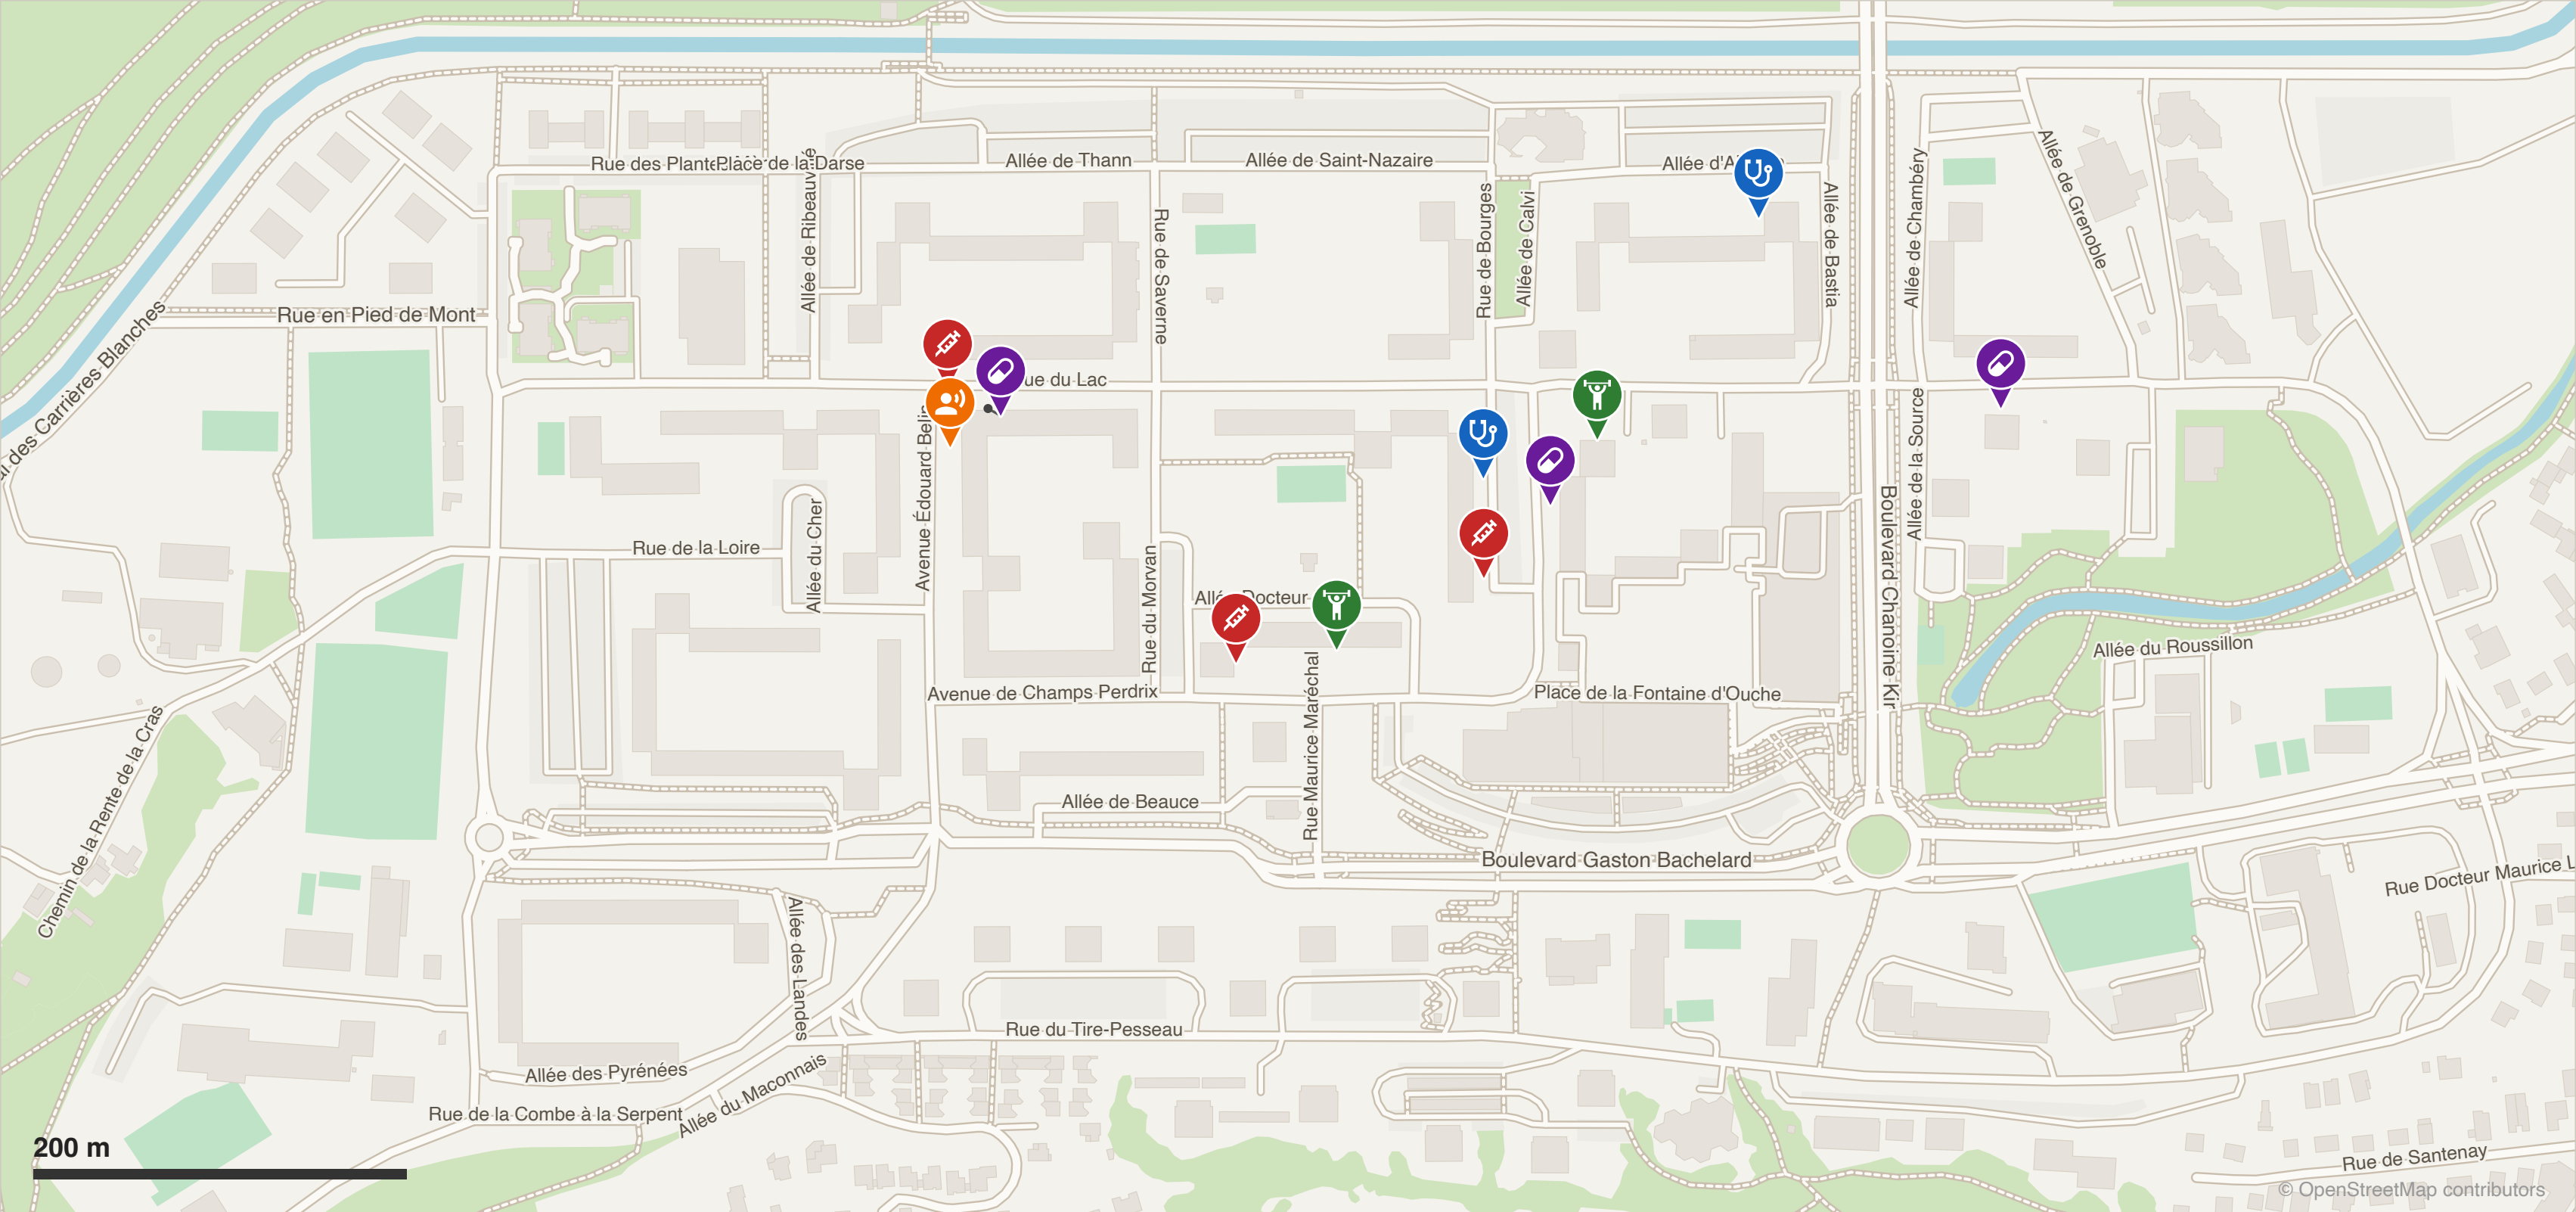 Rue des Plante
Place de la Darse
Allée de Thann
Allée de Saint-Nazaire
Allée d'A
Allée de Ribeauvé
Rue de Saverne
Rue de Bourges
Allée de Calvi
Allée de Bastia
Allée de Chambéry
Allée de Grenoble
Rue en Pied de Mont
al des Carrières Blanches
ue du Lac
Avenue Édouard Belin
Allée de la Source
Rue de la Loire
Allée du Cher
Rue du Morvan
Allée Docteur
Boulevard Chanoine Kir
Allée du Roussillon
Avenue de Champs Perdrix
Place de la Fontaine d'Ouche
Rue Maurice Maréchal
Chemin de la Rente de la Cras
Allée de Beauce
Boulevard Gaston Bachelard
Rue Docteur Maurice L
Allée des Landes
Rue du Tire-Pesseau
Allée des Pyrénées
Allée du Maconnais
Rue de la Combe à la Serpent
200 m
Rue de Santenay
© OpenStreetMap contributors